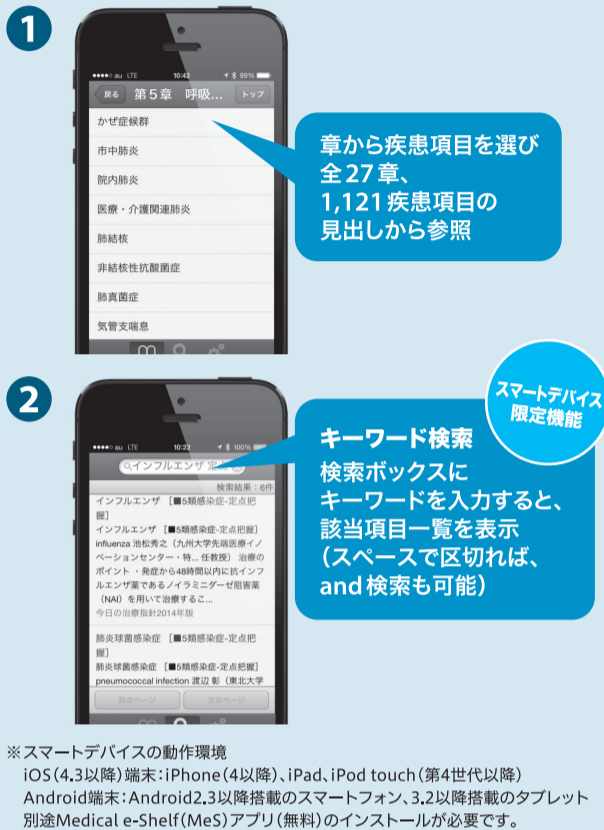 1
au LTE 10:42 99%
戻る 第5章 呼吸... トップ
かぜ症候群
市中肺炎
院内肺炎
医療・介護関連肺炎
肺結核
非結核性抗酸菌症
肺真菌症
気管支喘息
章から疾患項目を選び
全27章、
1,121疾患項目の
見出しから参照
2
au LTE 10:22 100%
インフルエンザ 定点
検索結果：6件
インフルエンザ ［■5類感染症-定点把
握］
インフルエンザ ［■5類感染症-定点把握］
influenza 池松秀之（九州大学先端医療イノ
ベーションセンター・特... 任教授） 治療の
ポイント ・発症から48時間以内に抗インフ
ルエンザ薬であるノイラミニダーゼ阻害薬
（NAI）を用いて治療するこ...
今日の治療指針2014年版
肺炎球菌感染症 ［■5類感染症-定点把
握］
肺炎球菌感染症 ［■5類感染症-定点把握］
pneumococcal infection 渡辺 彰（東北大学
前のページ 次のページ
スマートデバイス
限定機能
キーワード検索
検索ボックスに
キーワードを入力すると、
該当項目一覧を表示
（スペースで区切れば、
and検索も可能）
※スマートデバイスの動作環境
iOS（4.3以降）端末：iPhone（4以降）、iPad、iPod touch（第4世代以降）
Android端末：Android2.3以降搭載のスマートフォン、3.2以降搭載のタブレット
別途Medical e-Shelf（MeS）アプリ（無料）のインストールが必要です。